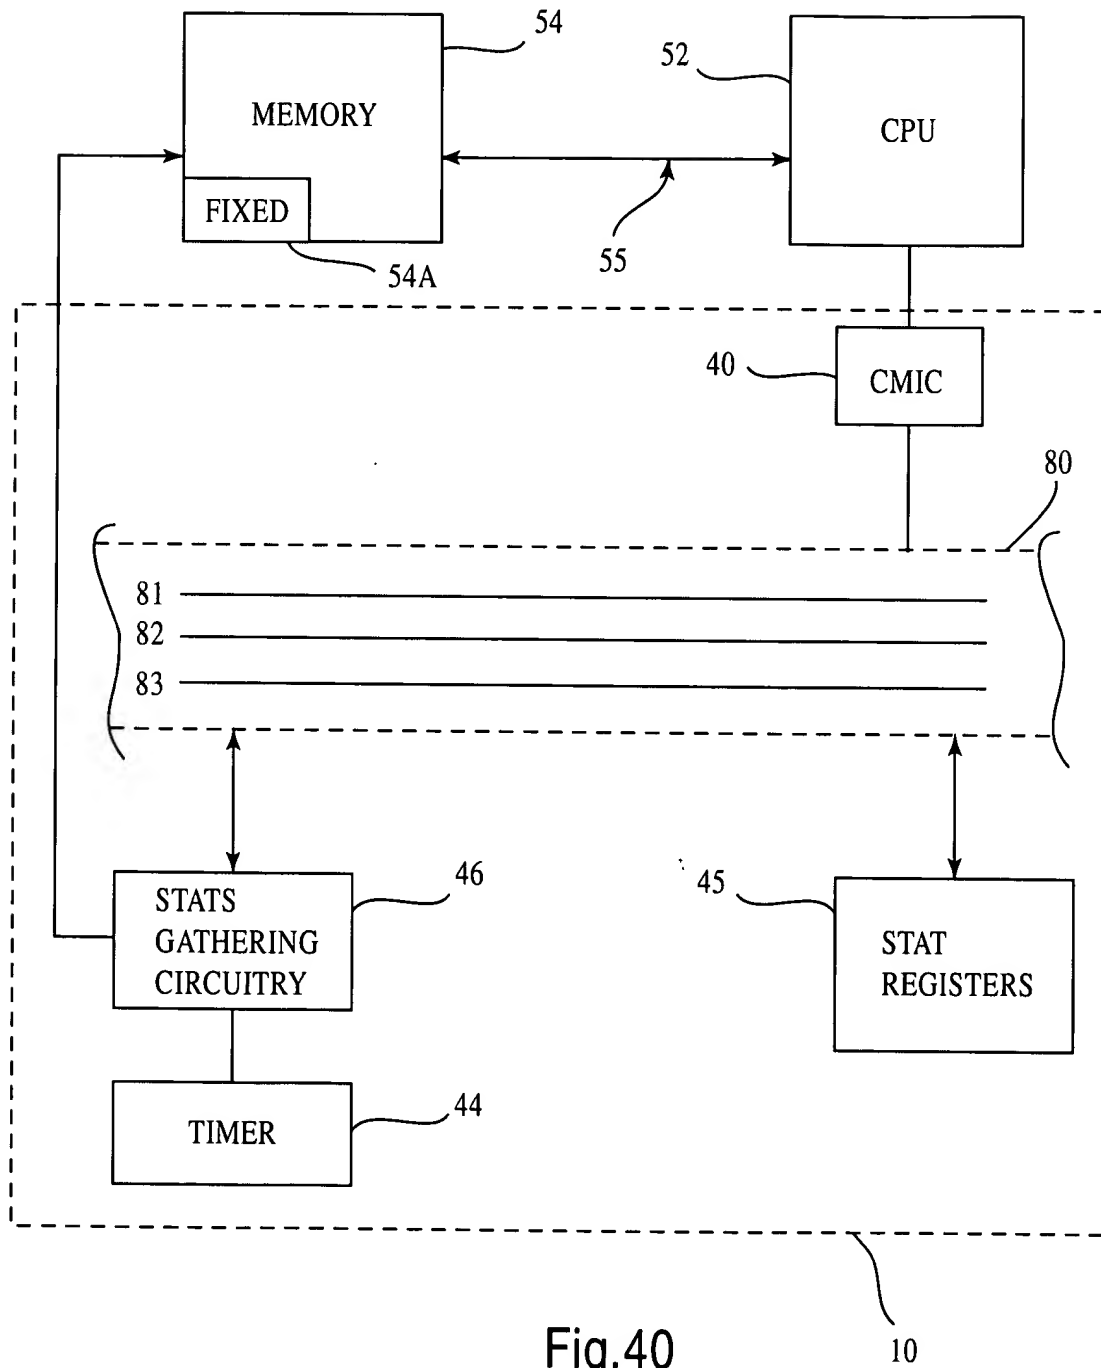 54
52
MEMORY
CPU
FIXED
55
54A
40
CMIC
80
81
82
83
46
45
STATS
GATHERING
CIRCUITRY
STAT
REGISTERS
44
TIMER
10
Fig.40